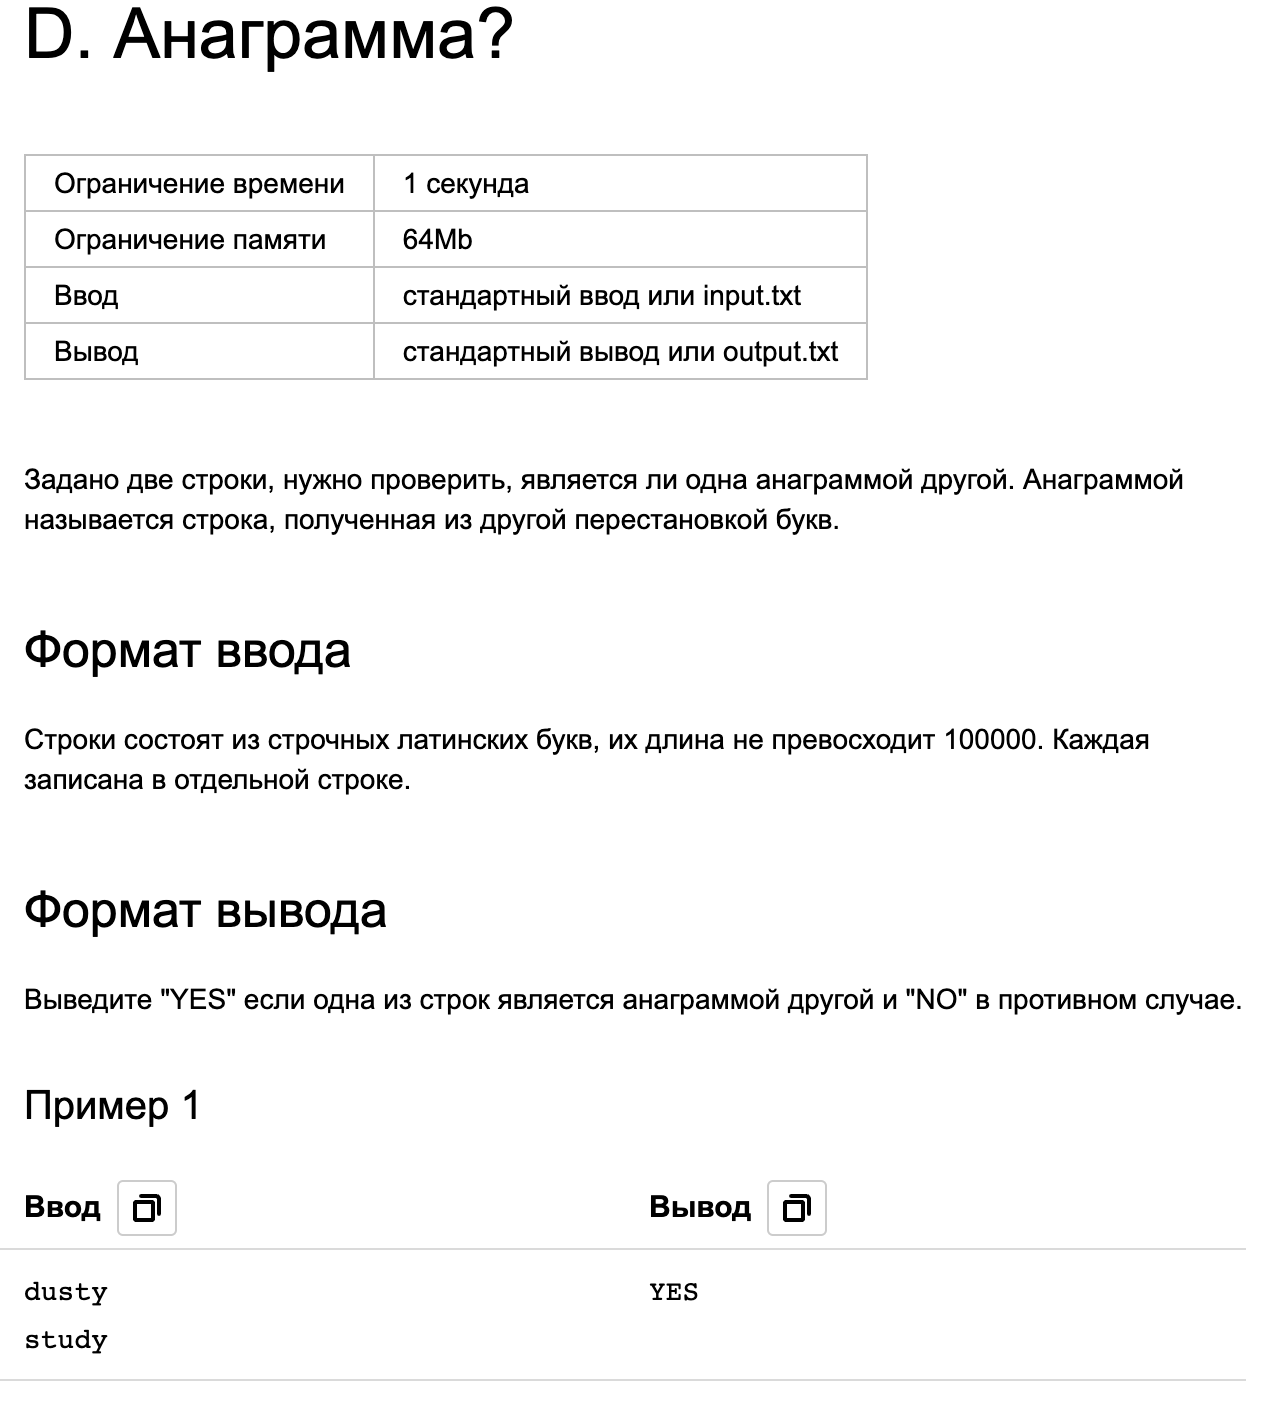 D. Анаграмма?
Ограничение времени 1 секунда
Ограничение памяти 64Mb
Ввод стандартный ввод или input.txt
Вывод стандартный вывод или output.txt
Задано две строки, нужно проверить, является ли одна анаграммой другой. Анаграммой
называется строка, полученная из другой перестановкой букв.
Формат ввода
Строки состоят из строчных латинских букв, их длина не превосходит 100000. Каждая
записана в отдельной строке.
Формат вывода
Выведите "YES" если одна из строк является анаграммой другой и "NO" в противном случае.
Пример 1
Ввод Вывод
dusty YES
study